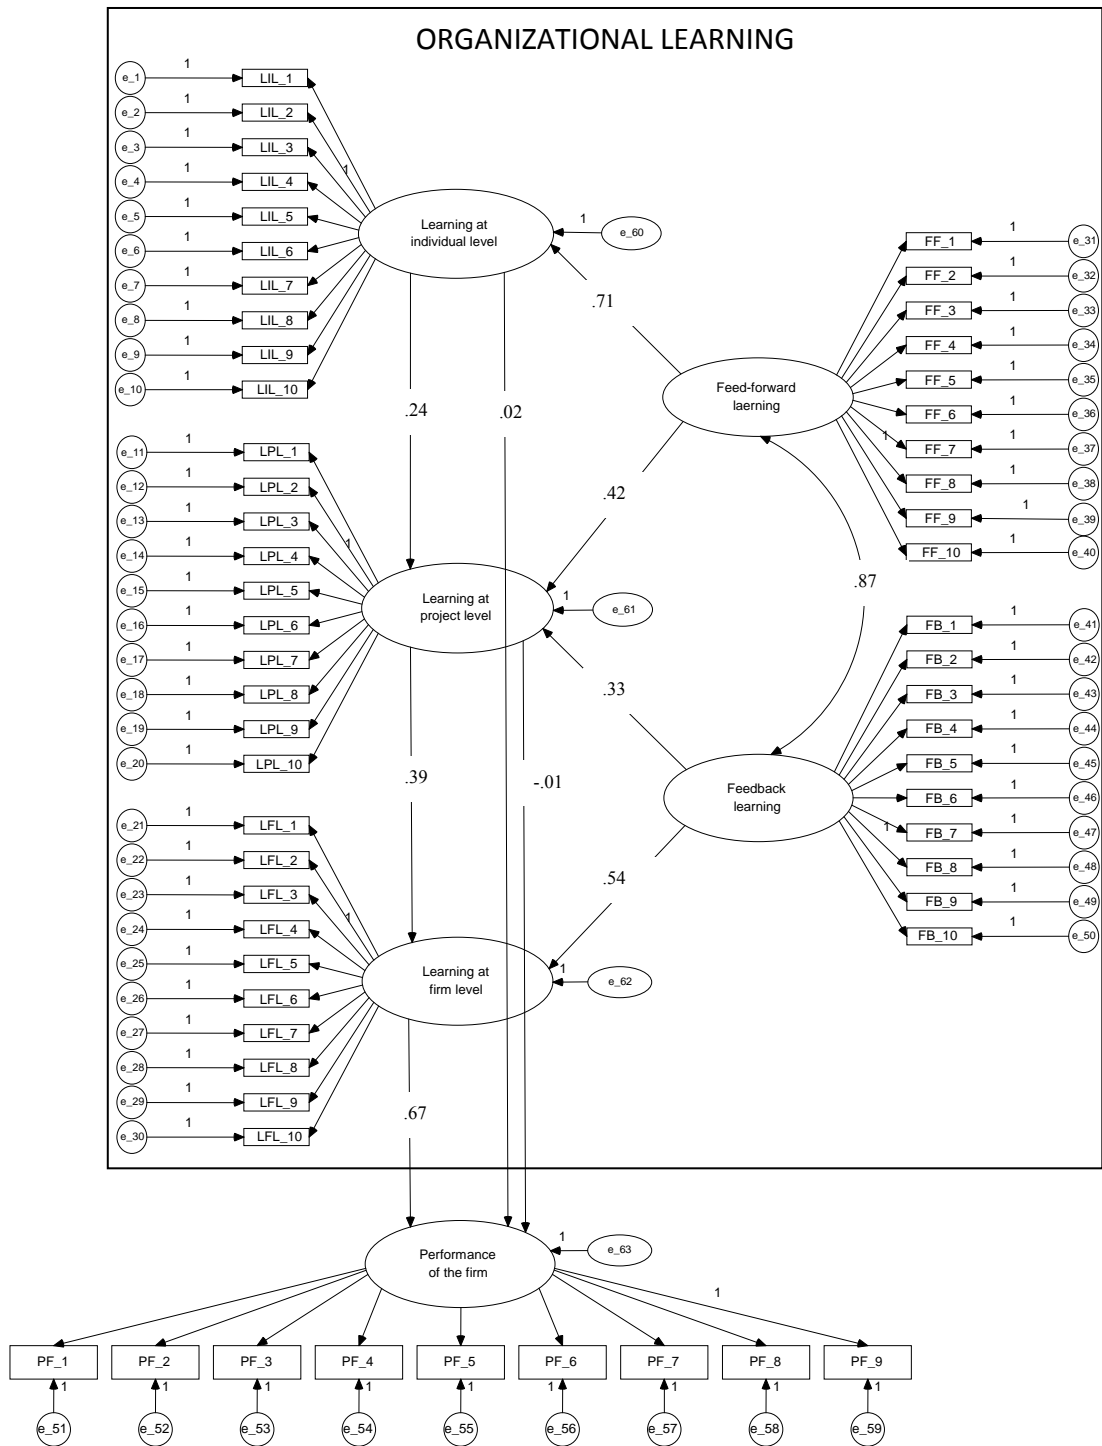 ORGANIZATIONAL LEARNING
e_1 1 LIL_1
e_2 1 LIL_2
e_3 1 LIL_3
e_4 1 LIL_4
e_5 1 LIL_5
e_6 1 LIL_6
e_7 1 LIL_7
e_8 1 LIL_8
e_9 1 LIL_9
e_10 1 LIL_10
1
Learning at
individual level
1 e_60
.71
.24
.02
FF_1 1 e_31
FF_2 1 e_32
FF_3 1 e_33
FF_4 1 e_34
FF_5 1 e_35
FF_6 1 e_36
FF_7 1 e_37
FF_8 1 e_38
FF_9 1 e_39
FF_10 1 e_40
1
Feed-forward
laerning
.42
.87
e_11 1 LPL_1
e_12 1 LPL_2
e_13 1 LPL_3
e_14 1 LPL_4
e_15 1 LPL_5
e_16 1 LPL_6
e_17 1 LPL_7
e_18 1 LPL_8
e_19 1 LPL_9
e_20 1 LPL_10
1
Learning at
project level
1 e_61
.33
.39
-.01
FB_1 1 e_41
FB_2 1 e_42
FB_3 1 e_43
FB_4 1 e_44
FB_5 1 e_45
FB_6 1 e_46
FB_7 1 e_47
FB_8 1 e_48
FB_9 1 e_49
FB_10 1 e_50
1
Feedback
learning
.54
e_21 1 LFL_1
e_22 1 LFL_2
e_23 1 LFL_3
e_24 1 LFL_4
e_25 1 LFL_5
e_26 1 LFL_6
e_27 1 LFL_7
e_28 1 LFL_8
e_29 1 LFL_9
e_30 1 LFL_10
1
Learning at
firm level
1 e_62
.67
Performance
of the firm
1 e_63
1
PF_1 PF_2 PF_3 PF_4 PF_5 PF_6 PF_7 PF_8 PF_9
1 1 1 1 1 1 1 1 1
e_51 e_52 e_53 e_54 e_55 e_56 e_57 e_58 e_59